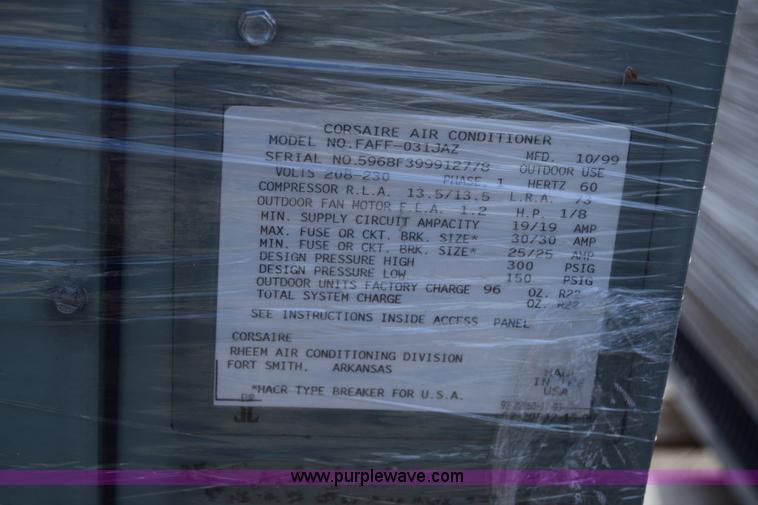 CORSAIRE AIR CONDITIONER
MODEL NO. FAFF-031JAZ MFD. 10/99
SERIAL NO. 5968F399912778 OUTDOOR USE
VOLTS 208-230 PHASE. 1 HERTZ 60
COMPRESSOR R.L.A. 13.5/13.5 L.R.A. 73
OUTDOOR FAN MOTOR F.L.A. 1.2 H.P. 1/8
MIN. SUPPLY CIRCUIT AMPACITY 19/19 AMP
MAX. FUSE OR CKT. BRK. SIZE* 30/30 AMP
MIN. FUSE OR CKT. BRK. SIZE* 25/25 AMP
DESIGN PRESSURE HIGH 300 PSIG
DESIGN PRESSURE LOW 150 PSIG
OUTDOOR UNITS FACTORY CHARGE 96 OZ. R22
TOTAL SYSTEM CHARGE OZ. R22
SEE INSTRUCTIONS INSIDE ACCESS PANEL
CORSAIRE
RHEEM AIR CONDITIONING DIVISION
FORT SMITH. ARKANSAS
MADE
IN THE
USA
*HACR TYPE BREAKER FOR U.S.A.
www.purplewave.com